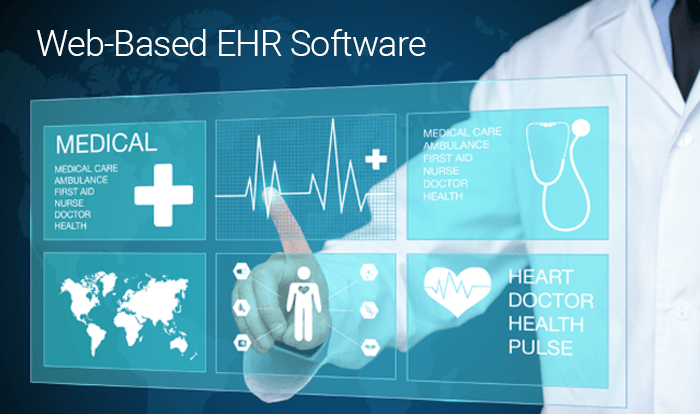 Web-Based EHR Software
MEDICAL
MEDICAL CARE
AMBULANCE
FIRST AID
NURSE
DOCTOR
HEALTH
MEDICAL CARE
AMBULANCE
FIRST AID
NURSE
DOCTOR
HEALTH
HEART
DOCTOR
HEALTH
PULSE